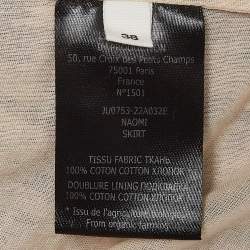 38
50, rue Croix des Petits Champs
75001 Paris
France
N°1501
JU0753-22A032E
NAOMI
SKIRT
TISSU FABRIC ТКАНЬ
100% COTON COTTON ХЛОПОК
DOUBLURE LINING ПОДКЛАДКА
100% COTON COTTON ХЛОПОК
* Issu de l'agriculture biologique
From organic farming